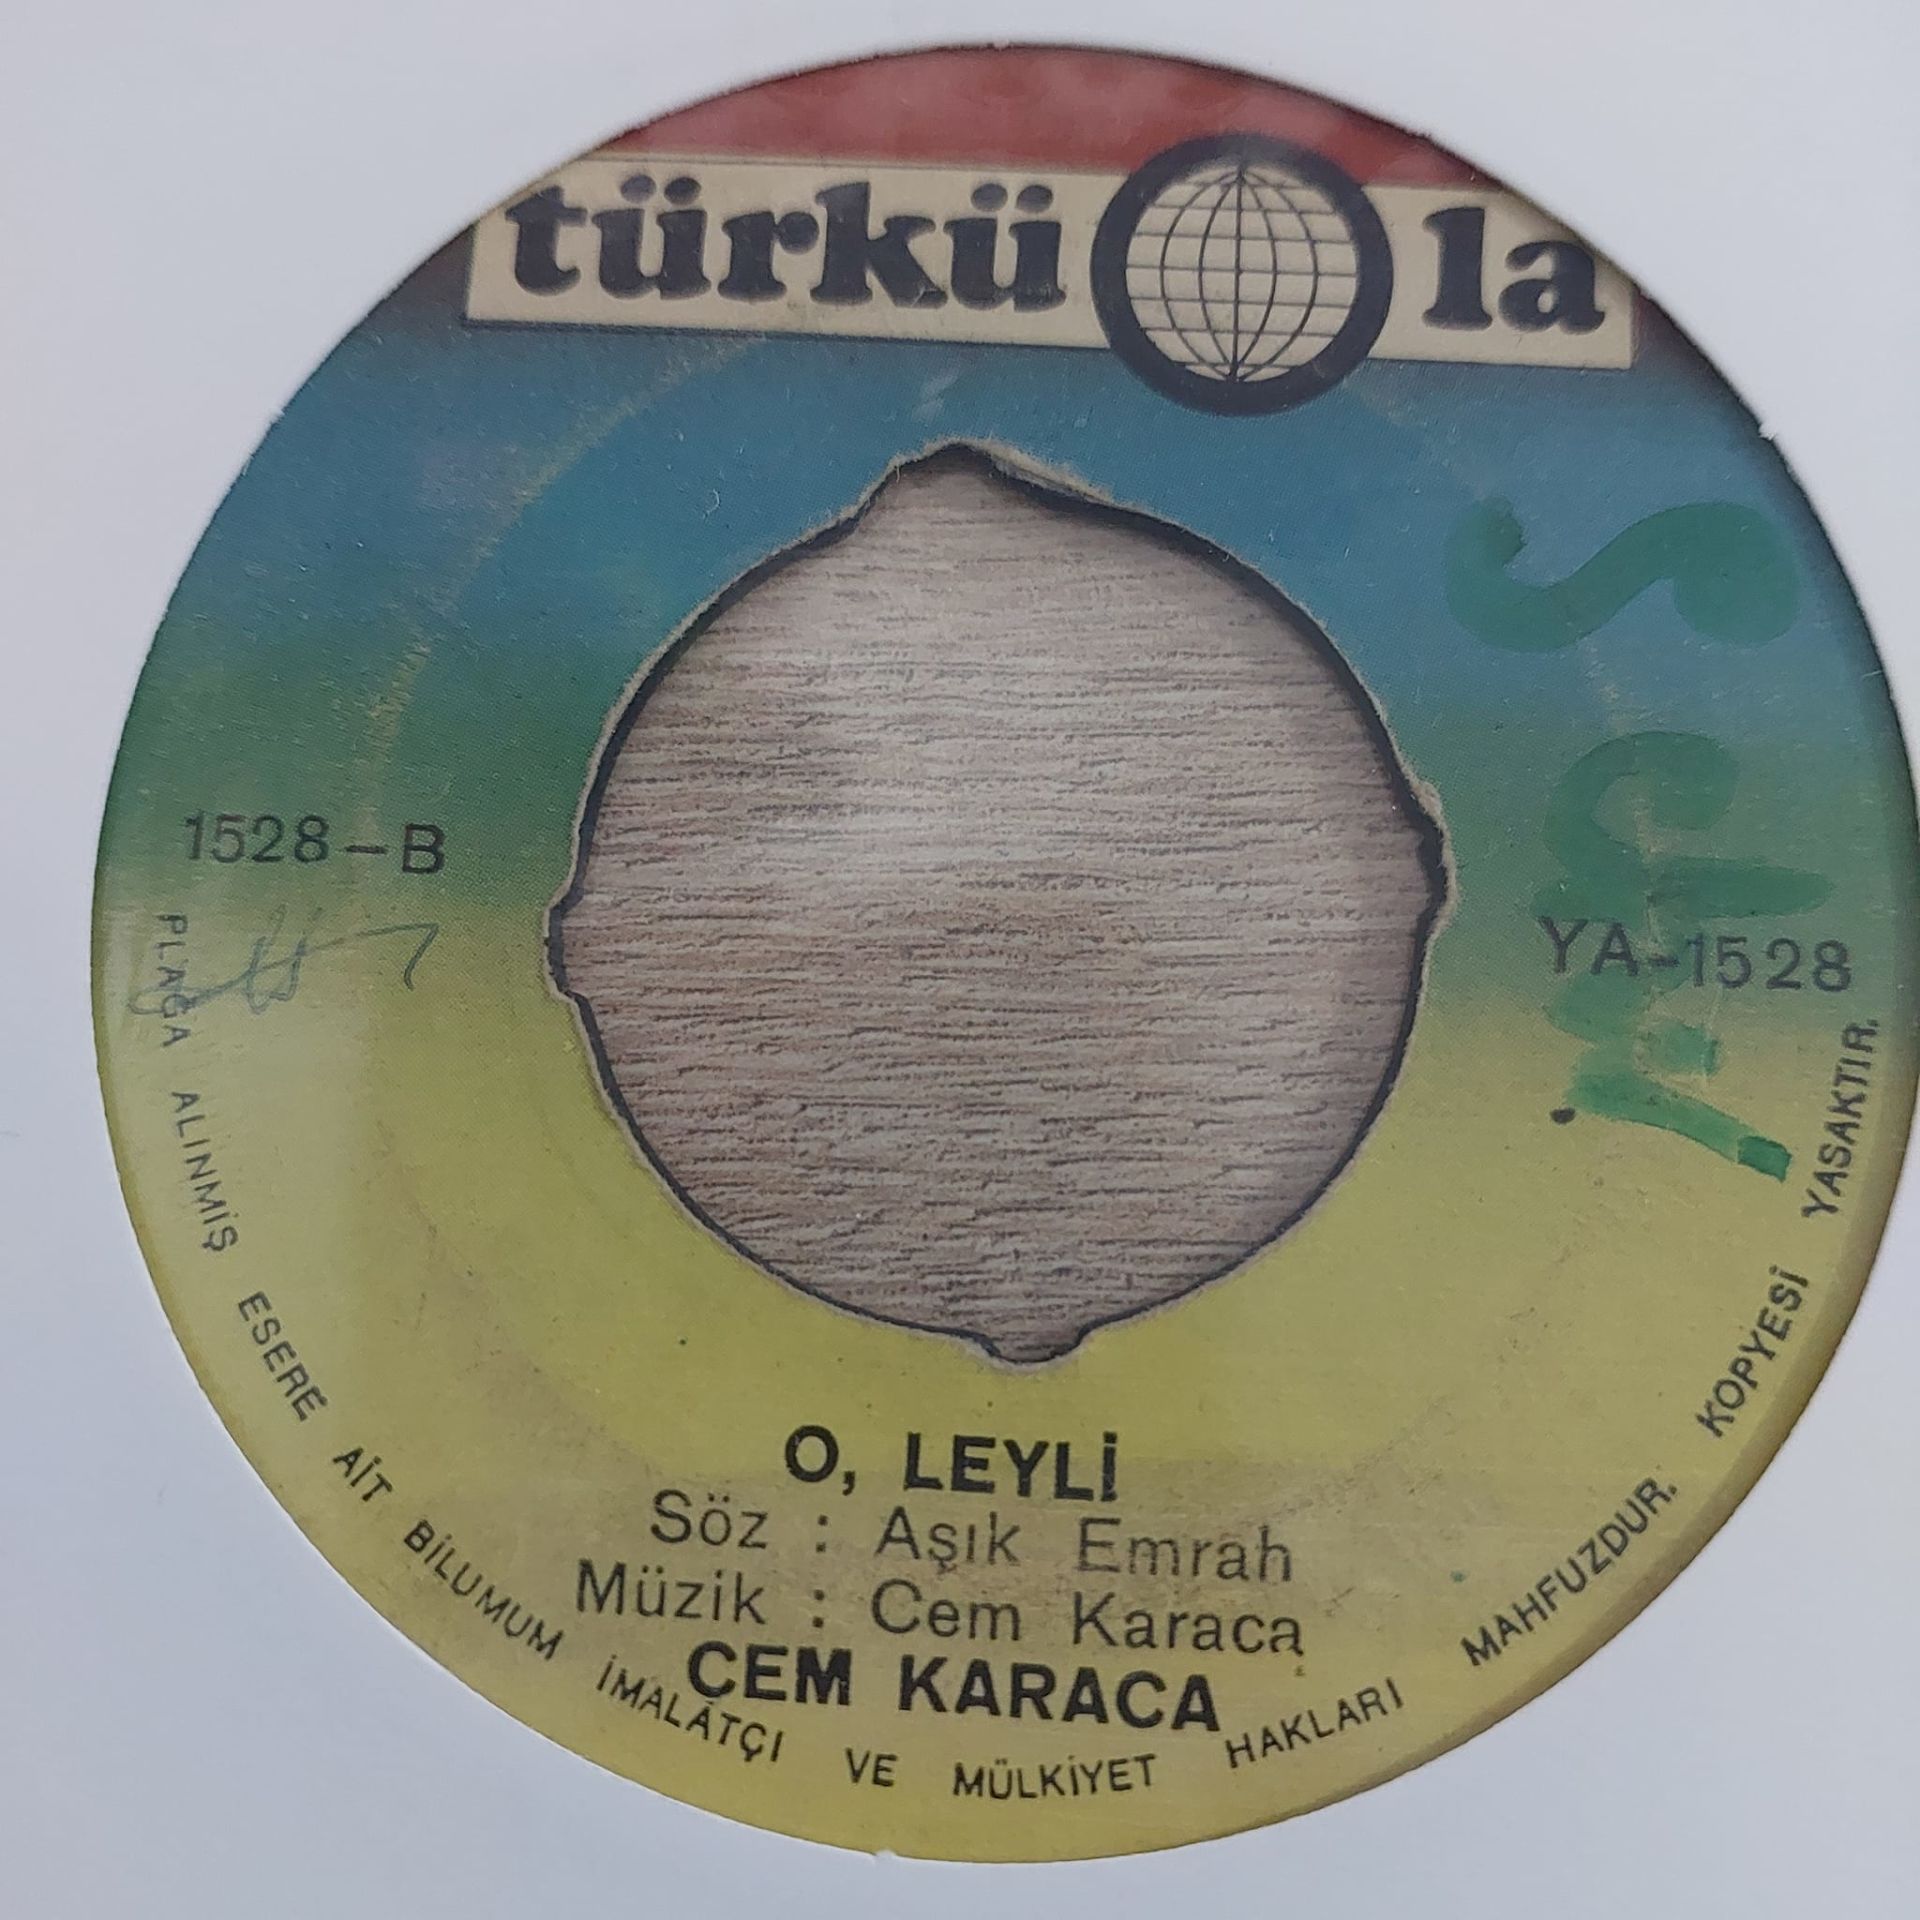 türkü la
1528-B
YA-1528
O, LEYLİ
Söz : Aşık Emrah
Müzik : Cem Karaca
CEM KARACA
PLAĞA ALINMIŞ ESERE AİT BİLUMUM İMALÂTÇI VE MÜLKİYET HAKLARI MAHFUZDUR. KOPYESİ YASAKTIR.